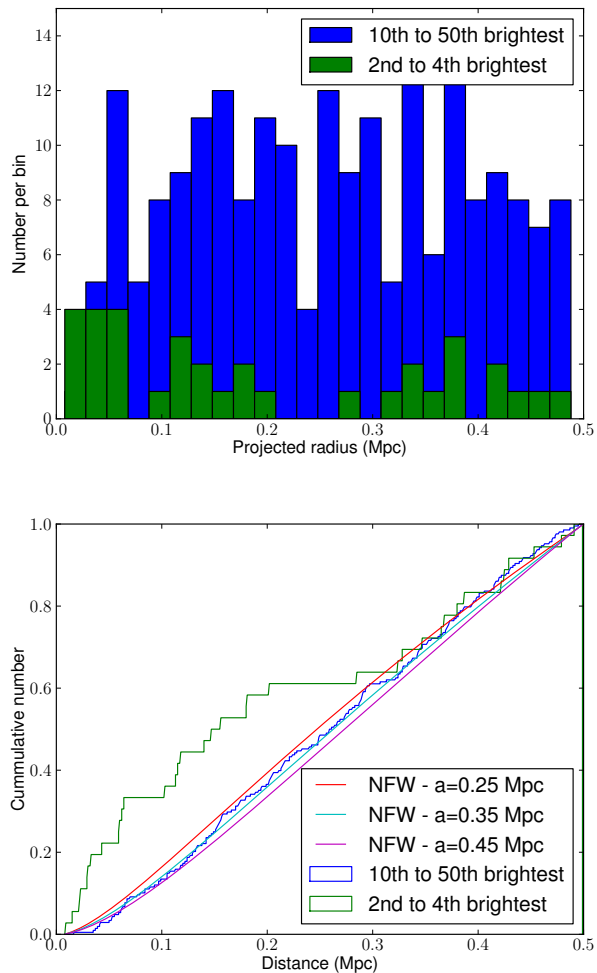 14
12
10
8
6
4
2
0
Number per bin
10th to 50th brightest
2nd to 4th brightest
0.0 0.1 0.2 0.3 0.4 0.5
Projected radius (Mpc)
1.0
0.8
0.6
0.4
0.2
0.0
Cummulative number
NFW - a=0.25 Mpc
NFW - a=0.35 Mpc
NFW - a=0.45 Mpc
10th to 50th brightest
2nd to 4th brightest
0.0 0.1 0.2 0.3 0.4 0.5
Distance (Mpc)